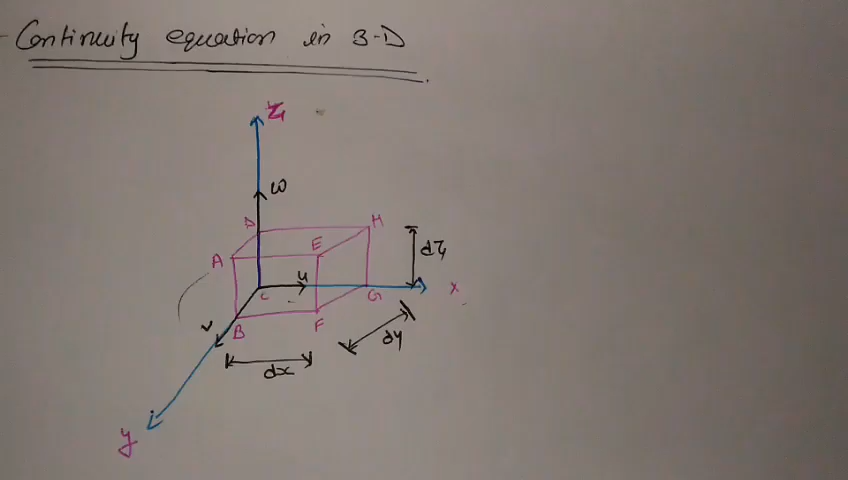 Continuity equation in 3-D
Z
ω
D
H
A
E
dz
u
C
G
x
v
B
F
dy
dx
y